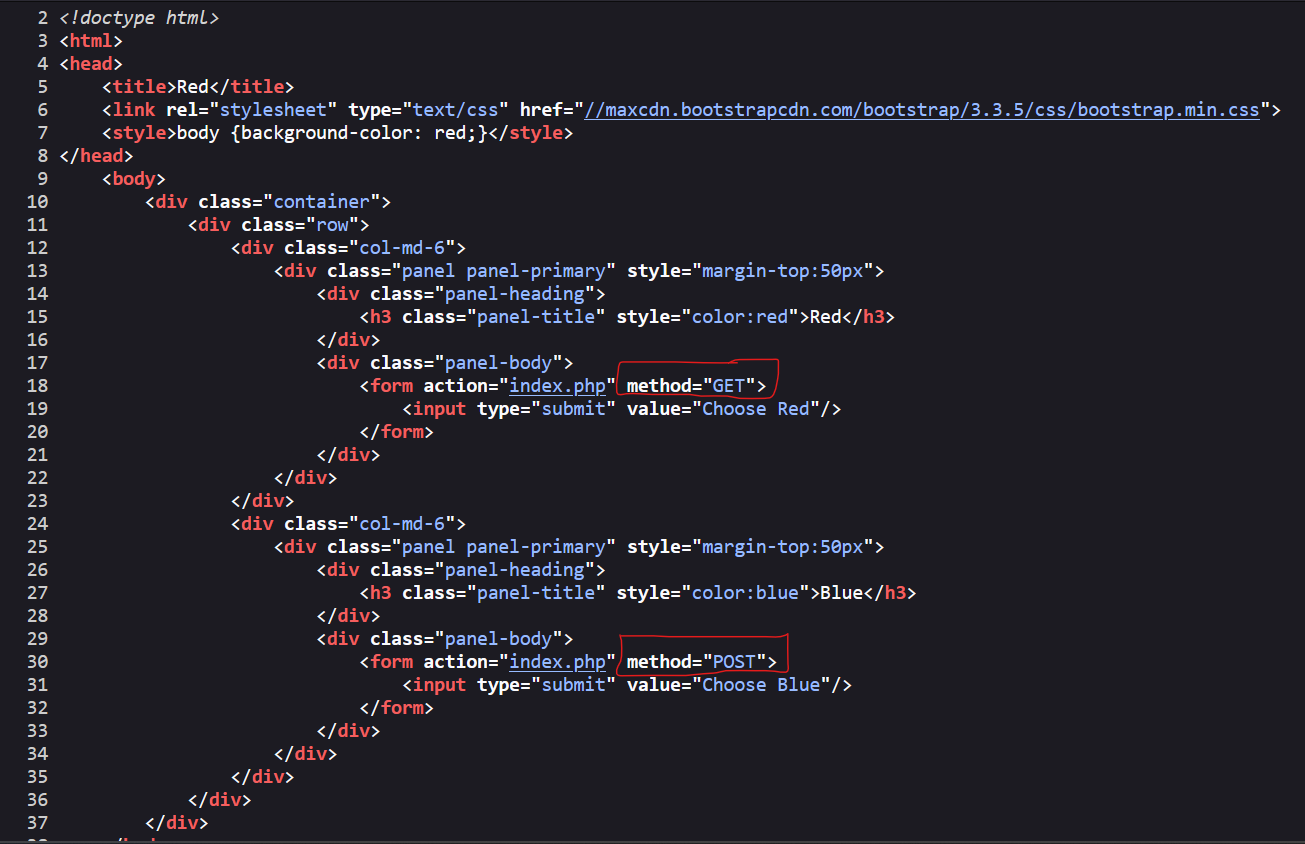 2 <!doctype html>
3 <html>
4 <head>
5     <title>Red</title>
6     <link rel="stylesheet" type="text/css" href="//maxcdn.bootstrapcdn.com/bootstrap/3.3.5/css/bootstrap.min.css">
7     <style>body {background-color: red;}</style>
8 </head>
9     <body>
10         <div class="container">
11             <div class="row">
12                 <div class="col-md-6">
13                     <div class="panel panel-primary" style="margin-top:50px">
14                         <div class="panel-heading">
15                             <h3 class="panel-title" style="color:red">Red</h3>
16                         </div>
17                         <div class="panel-body">
18                             <form action="index.php" method="GET">
19                                 <input type="submit" value="Choose Red"/>
20                             </form>
21                         </div>
22                     </div>
23                 </div>
24                 <div class="col-md-6">
25                     <div class="panel panel-primary" style="margin-top:50px">
26                         <div class="panel-heading">
27                             <h3 class="panel-title" style="color:blue">Blue</h3>
28                         </div>
29                         <div class="panel-body">
30                             <form action="index.php" method="POST">
31                                 <input type="submit" value="Choose Blue"/>
32                             </form>
33                         </div>
34                     </div>
35                 </div>
36             </div>
37         </div>